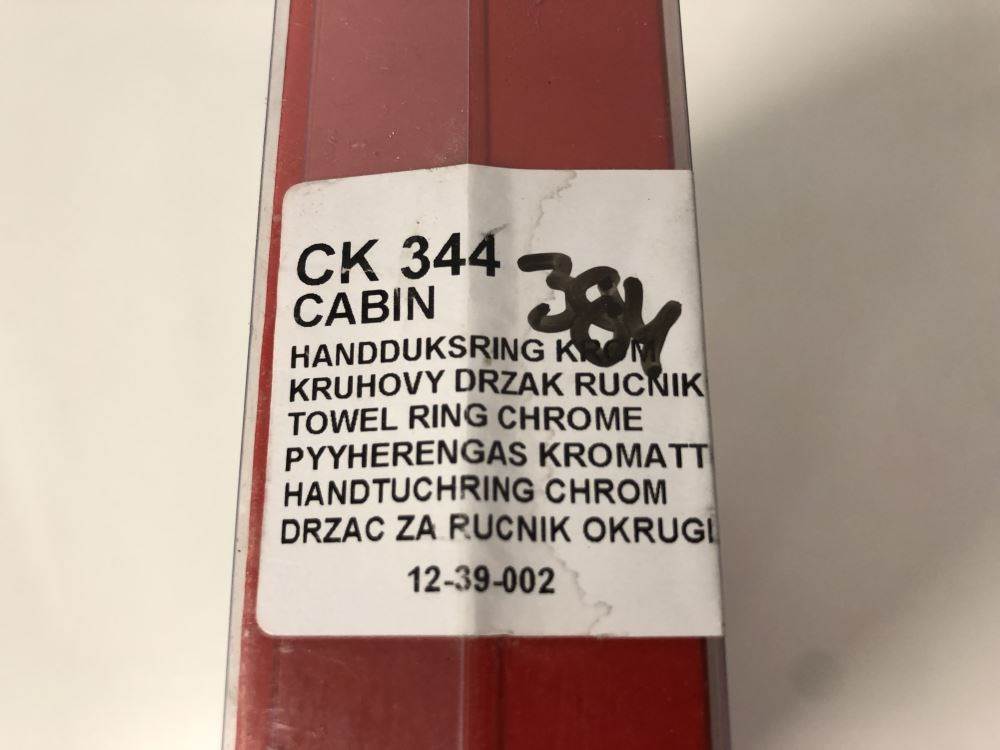 CK 344
CABIN
HANDDUKSRING KROM
KRUHOVY DRZAK RUCNIK
TOWEL RING CHROME
PYYHERENGAS KROMATT
HANDTUCHRING CHROM
DRZAC ZA RUCNIK OKRUGL
12-39-002